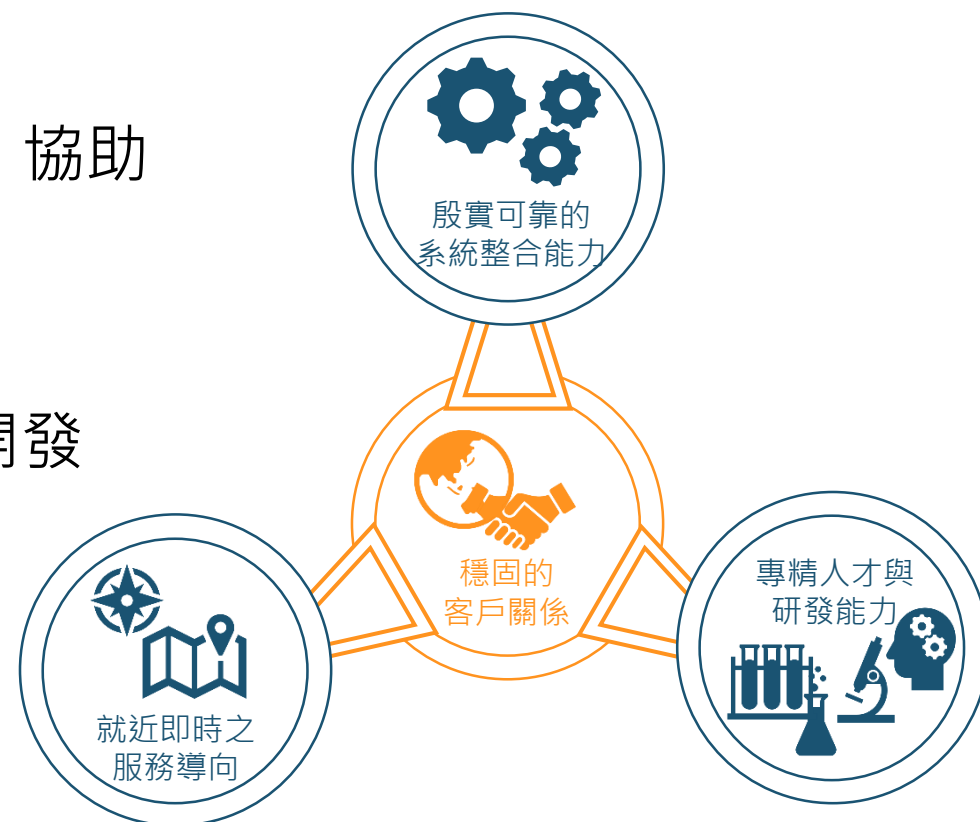 協助
殷實可靠的
系統整合能力
開發
穩固的
客戶關係
專精人才與
研發能力
就近即時之
服務導向